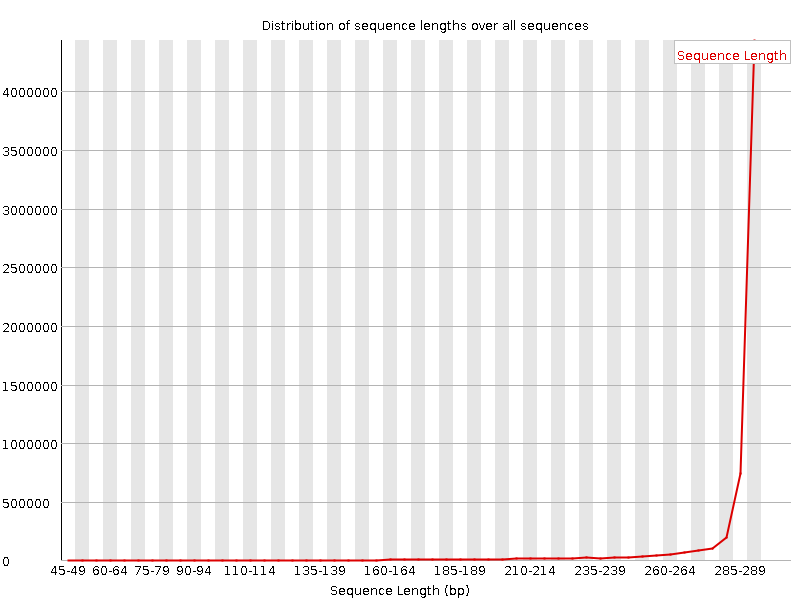 Distribution of sequence lengths over all sequences
Sequence Length
4000000
3500000
3000000
2500000
2000000
1500000
1000000
500000
0
45-49 60-64 75-79 90-94 110-114 135-139 160-164 185-189 210-214 235-239 260-264 285-289
Sequence Length (bp)